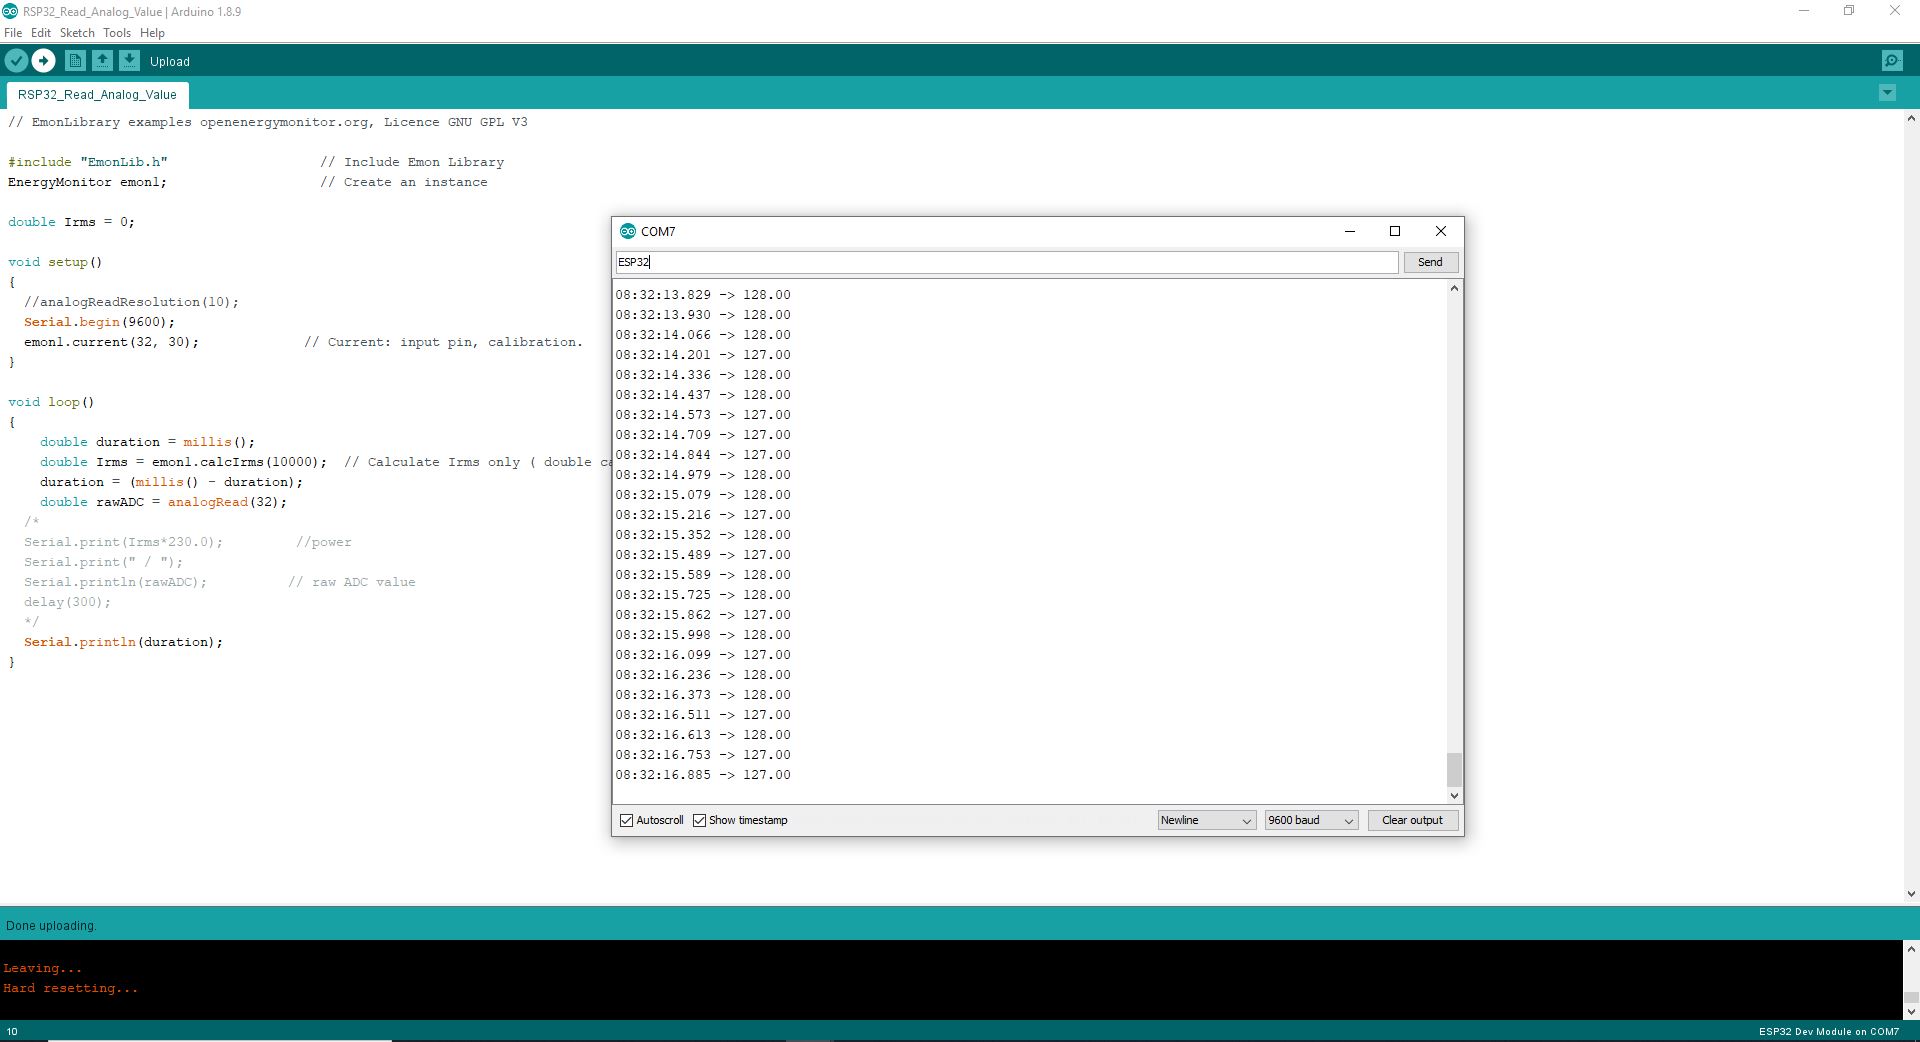 RSP32_Read_Analog_Value | Arduino 1.8.9
File Edit Sketch Tools Help
Upload
RSP32_Read_Analog_Value
// EmonLibrary examples openenergymonitor.org, Licence GNU GPL V3
#include "EmonLib.h" // Include Emon Library
EnergyMonitor emon1; // Create an instance
double Irms = 0;
void setup()
{
//analogReadResolution(10);
Serial.begin(9600);
emon1.current(32, 30); // Current: input pin, calibration.
}
void loop()
{
double duration = millis();
double Irms = emon1.calcIrms(10000); // Calculate Irms only ( double ca
duration = (millis() - duration);
double rawADC = analogRead(32);
/*
Serial.print(Irms*230.0); //power
Serial.print(" / ");
Serial.println(rawADC); // raw ADC value
delay(300);
*/
Serial.println(duration);
}
COM7
ESP32
Send
08:32:13.829 -> 128.00
08:32:13.930 -> 128.00
08:32:14.066 -> 128.00
08:32:14.201 -> 127.00
08:32:14.336 -> 128.00
08:32:14.437 -> 128.00
08:32:14.573 -> 127.00
08:32:14.709 -> 127.00
08:32:14.844 -> 127.00
08:32:14.979 -> 128.00
08:32:15.079 -> 128.00
08:32:15.216 -> 127.00
08:32:15.352 -> 128.00
08:32:15.489 -> 127.00
08:32:15.589 -> 128.00
08:32:15.725 -> 128.00
08:32:15.862 -> 127.00
08:32:15.998 -> 128.00
08:32:16.099 -> 127.00
08:32:16.236 -> 128.00
08:32:16.373 -> 128.00
08:32:16.511 -> 127.00
08:32:16.613 -> 128.00
08:32:16.753 -> 127.00
08:32:16.885 -> 127.00
Autoscroll Show timestamp Newline 9600 baud Clear output
Done uploading.
Leaving...
Hard resetting...
10 ESP32 Dev Module on COM7